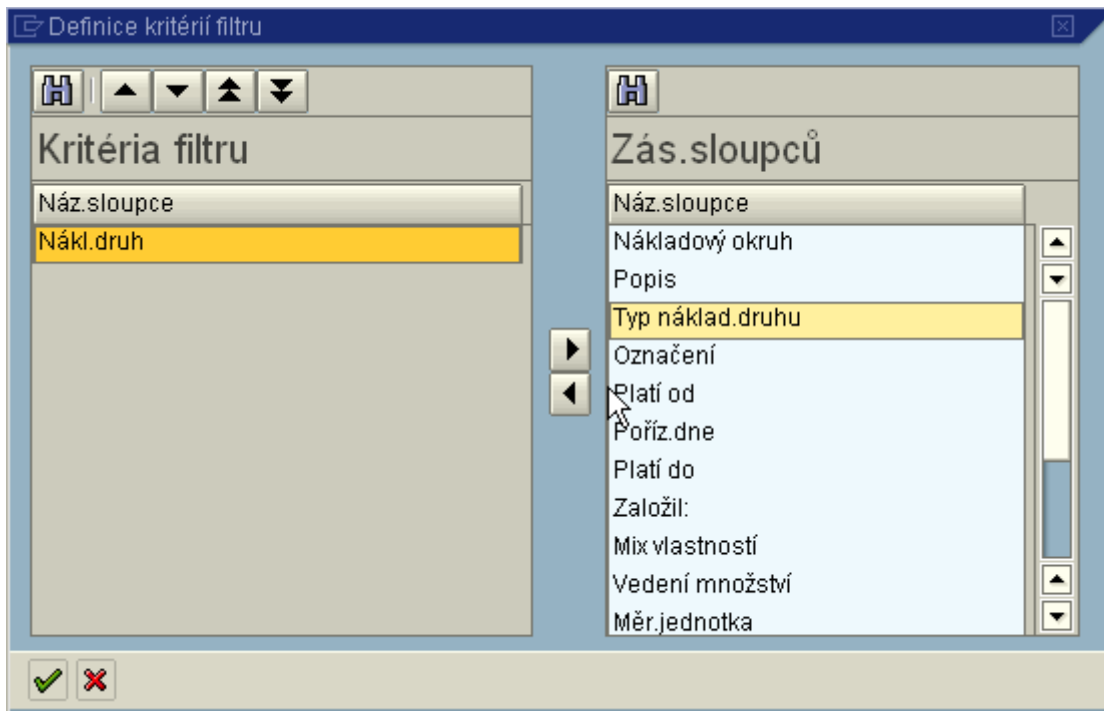 Definice kritérií filtru
Kritéria filtru
Náz.sloupce
Nákl.druh
Zás.sloupců
Náz.sloupce
Nákladový okruh
Popis
Typ náklad.druhu
Označení
Platí od
Poříz.dne
Platí do
Založil:
Mix vlastností
Vedení množství
Měr.jednotka